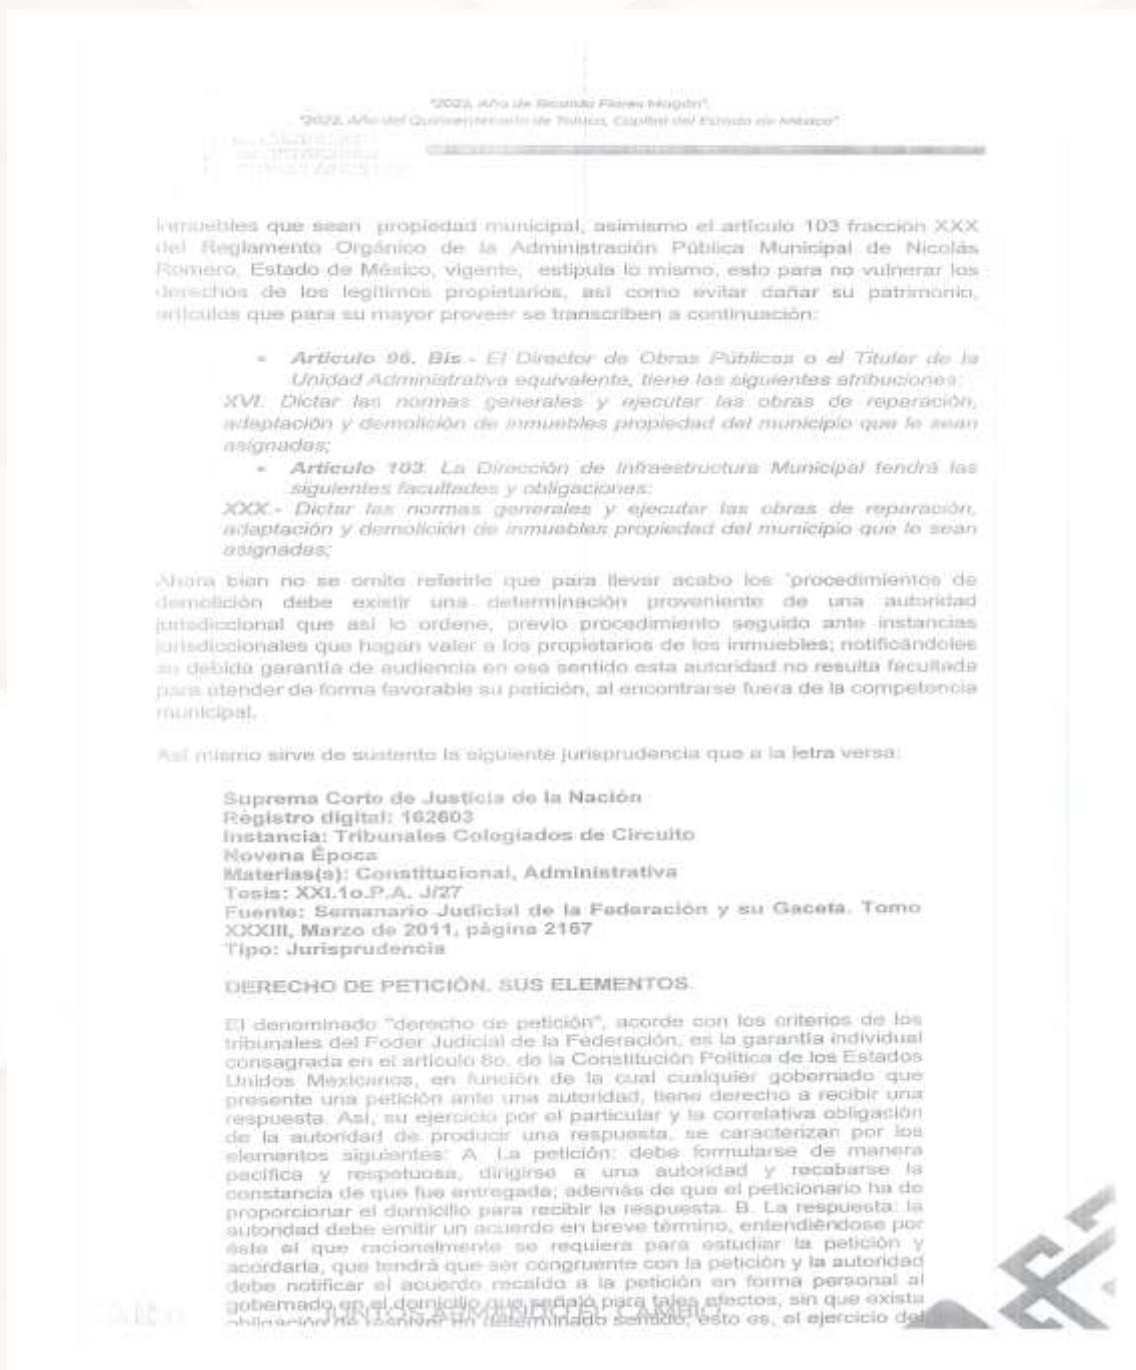 "2022, Año de Ricardo Flores Magón".
"2022, Año del Quincentenario de Toluca, Capital del Estado de México"
inmuebles que sean propiedad municipal, asimismo el artículo 103 fracción XXX
del Reglamento Orgánico de la Administración Pública Municipal de Nicolás
Romero, Estado de México, vigente, estipula lo mismo, esto para no vulnerar los
derechos de los legítimos propietarios, así como evitar dañar su patrimonio,
artículos que para su mayor proveer se transcriben a continuación:
• Artículo 96. Bis.- El Director de Obras Públicas o el Titular de la
Unidad Administrativa equivalente, tiene las siguientes atribuciones:
XVI. Dictar las normas generales y ejecutar las obras de reparación,
adaptación y demolición de inmuebles propiedad del municipio que le sean
asignadas;
• Artículo 103. La Dirección de Infraestructura Municipal tendrá las
siguientes facultades y obligaciones:
XXX.- Dictar las normas generales y ejecutar las obras de reparación,
adaptación y demolición de inmuebles propiedad del municipio que le sean
asignadas;
Ahora bien no se omite referirle que para llevar acabo los 'procedimientos de
demolición debe existir una determinación proveniente de una autoridad
jurisdiccional que así lo ordene, previo procedimiento seguido ante instancias
jurisdiccionales que hagan valer a los propietarios de los inmuebles; notificándoles
su debida garantía de audiencia en ese sentido esta autoridad no resulta facultada
para atender de forma favorable su petición, al encontrarse fuera de la competencia
municipal.
Así mismo sirve de sustento la siguiente jurisprudencia que a la letra versa:
Suprema Corte de Justicia de la Nación
Registro digital: 162603
Instancia: Tribunales Colegiados de Circuito
Novena Época
Materias(s): Constitucional, Administrativa
Tesis: XXI.1o.P.A. J/27
Fuente: Semanario Judicial de la Federación y su Gaceta. Tomo
XXXIII, Marzo de 2011, página 2167
Tipo: Jurisprudencia
DERECHO DE PETICIÓN. SUS ELEMENTOS.
El denominado "derecho de petición", acorde con los criterios de los
tribunales del Poder Judicial de la Federación, es la garantía individual
consagrada en el artículo 8o. de la Constitución Política de los Estados
Unidos Mexicanos, en función de la cual cualquier gobernado que
presente una petición ante una autoridad, tiene derecho a recibir una
respuesta. Así, su ejercicio por el particular y la correlativa obligación
de la autoridad de producir una respuesta, se caracterizan por los
elementos siguientes: A. La petición: debe formularse de manera
pacífica y respetuosa, dirigirse a una autoridad y recabarse la
constancia de que fue entregada; además de que el peticionario ha de
proporcionar el domicilio para recibir la respuesta. B. La respuesta: la
autoridad debe emitir un acuerdo en breve término, entendiéndose por
éste el que racionalmente se requiera para estudiar la petición y
acordarla, que tendrá que ser congruente con la petición y la autoridad
debe notificar el acuerdo recaído a la petición en forma personal al
gobernado en el domicilio que señaló para tales efectos, sin que exista
obligación de resolver en determinado sentido, esto es, el ejercicio del